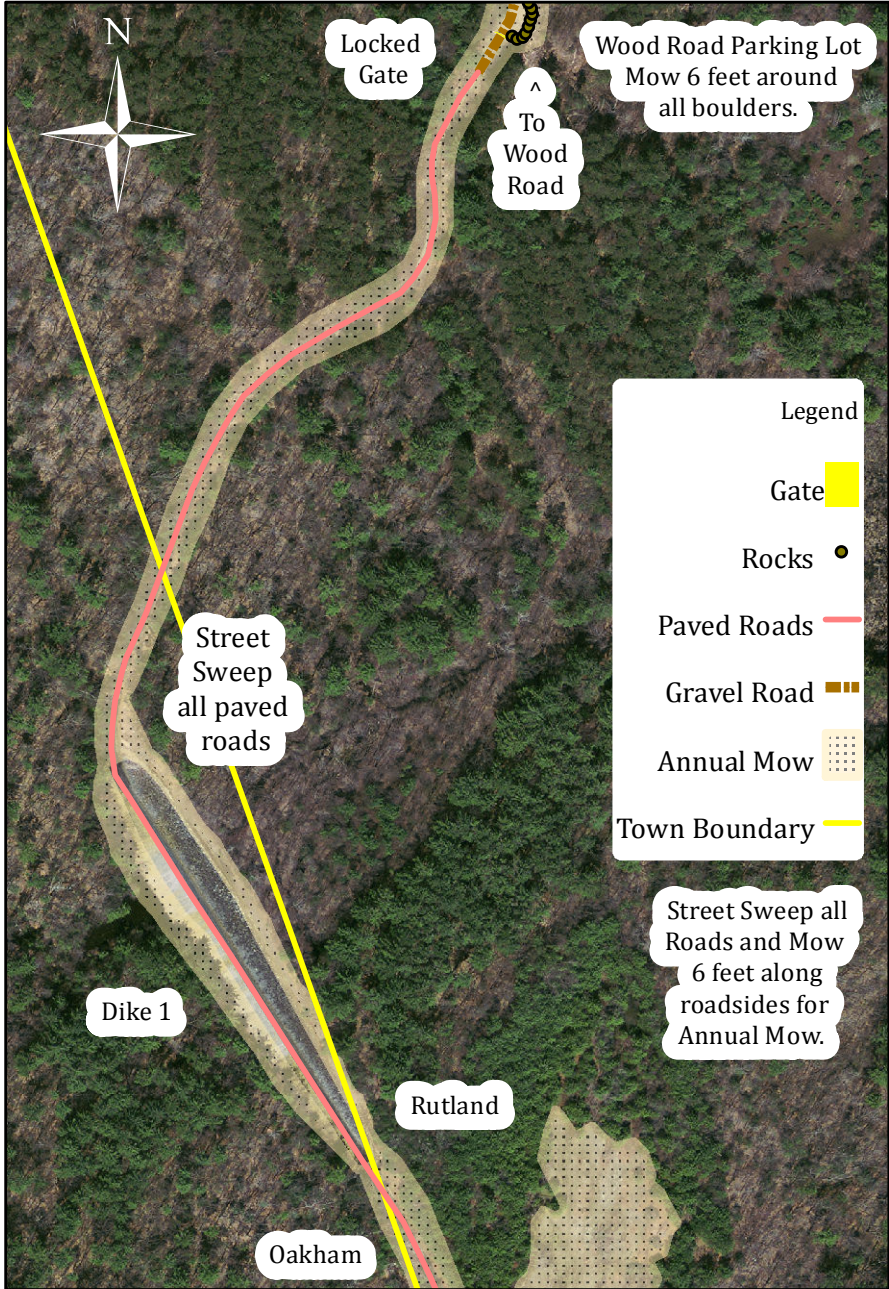 N
Locked
Gate
Wood Road Parking Lot
Mow 6 feet around
all boulders.
^
To
Wood
Road
Legend
Gate
Rocks
Paved Roads
Gravel Road
Annual Mow
Town Boundary
Street
Sweep
all paved
roads
Street Sweep all
Roads and Mow
6 feet along
roadsides for
Annual Mow.
Dike 1
Rutland
Oakham